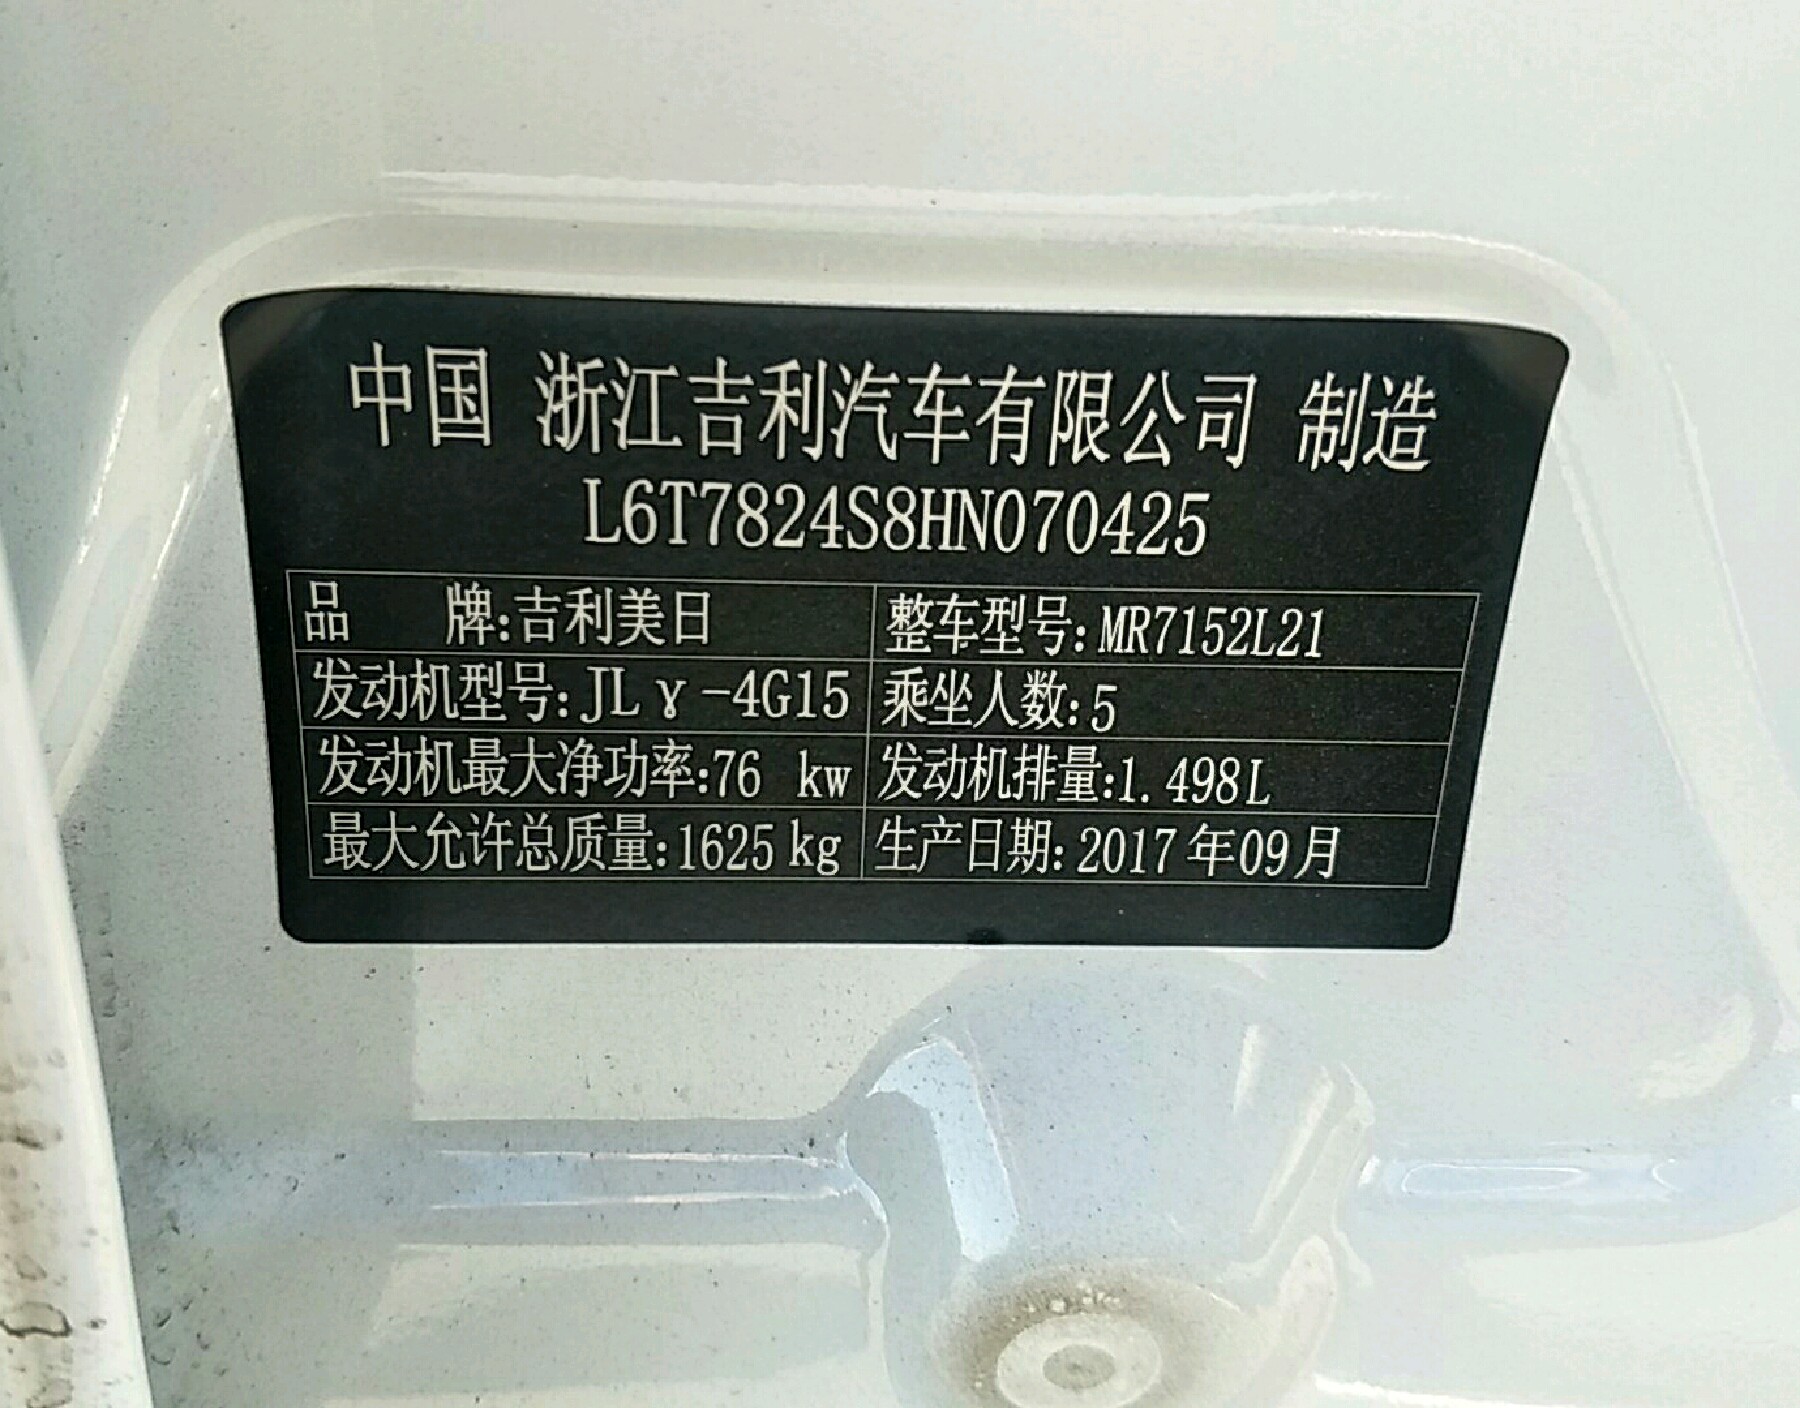 中国 浙江吉利汽车有限公司 制造
L6T7824S8HN070425
品 牌:吉利美日 整车型号:MR7152L21
发动机型号:JLγ-4G15 乘坐人数:5
发动机最大净功率:76 kw 发动机排量:1.498L
最大允许总质量:1625kg 生产日期:2017年09月